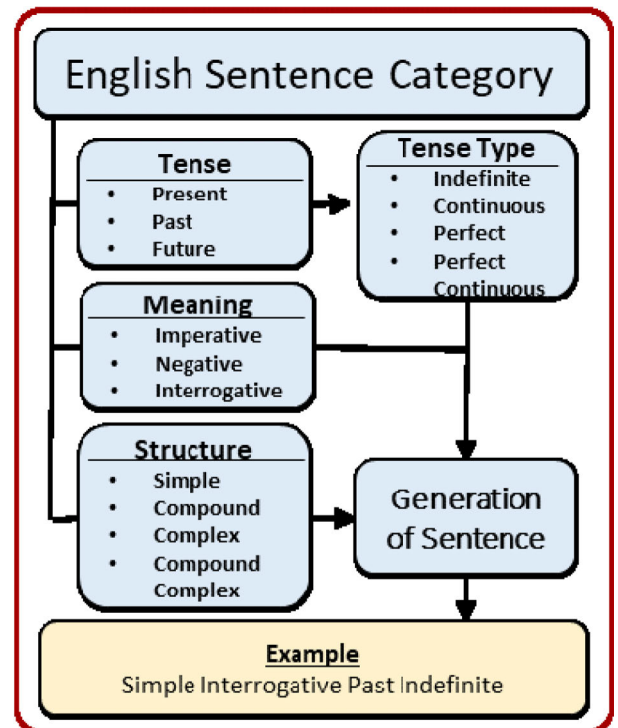 English Sentence Category
Tense
• Present
• Past
• Future
Tense Type
• Indefinite
• Continuous
• Perfect
• Perfect
Continuous
Meaning
• Imperative
• Negative
• Interrogative
Structure
• Simple
• Compound
• Complex
• Compound
Complex
Generation
of Sentence
Example
Simple Interrogative Past Indefinite